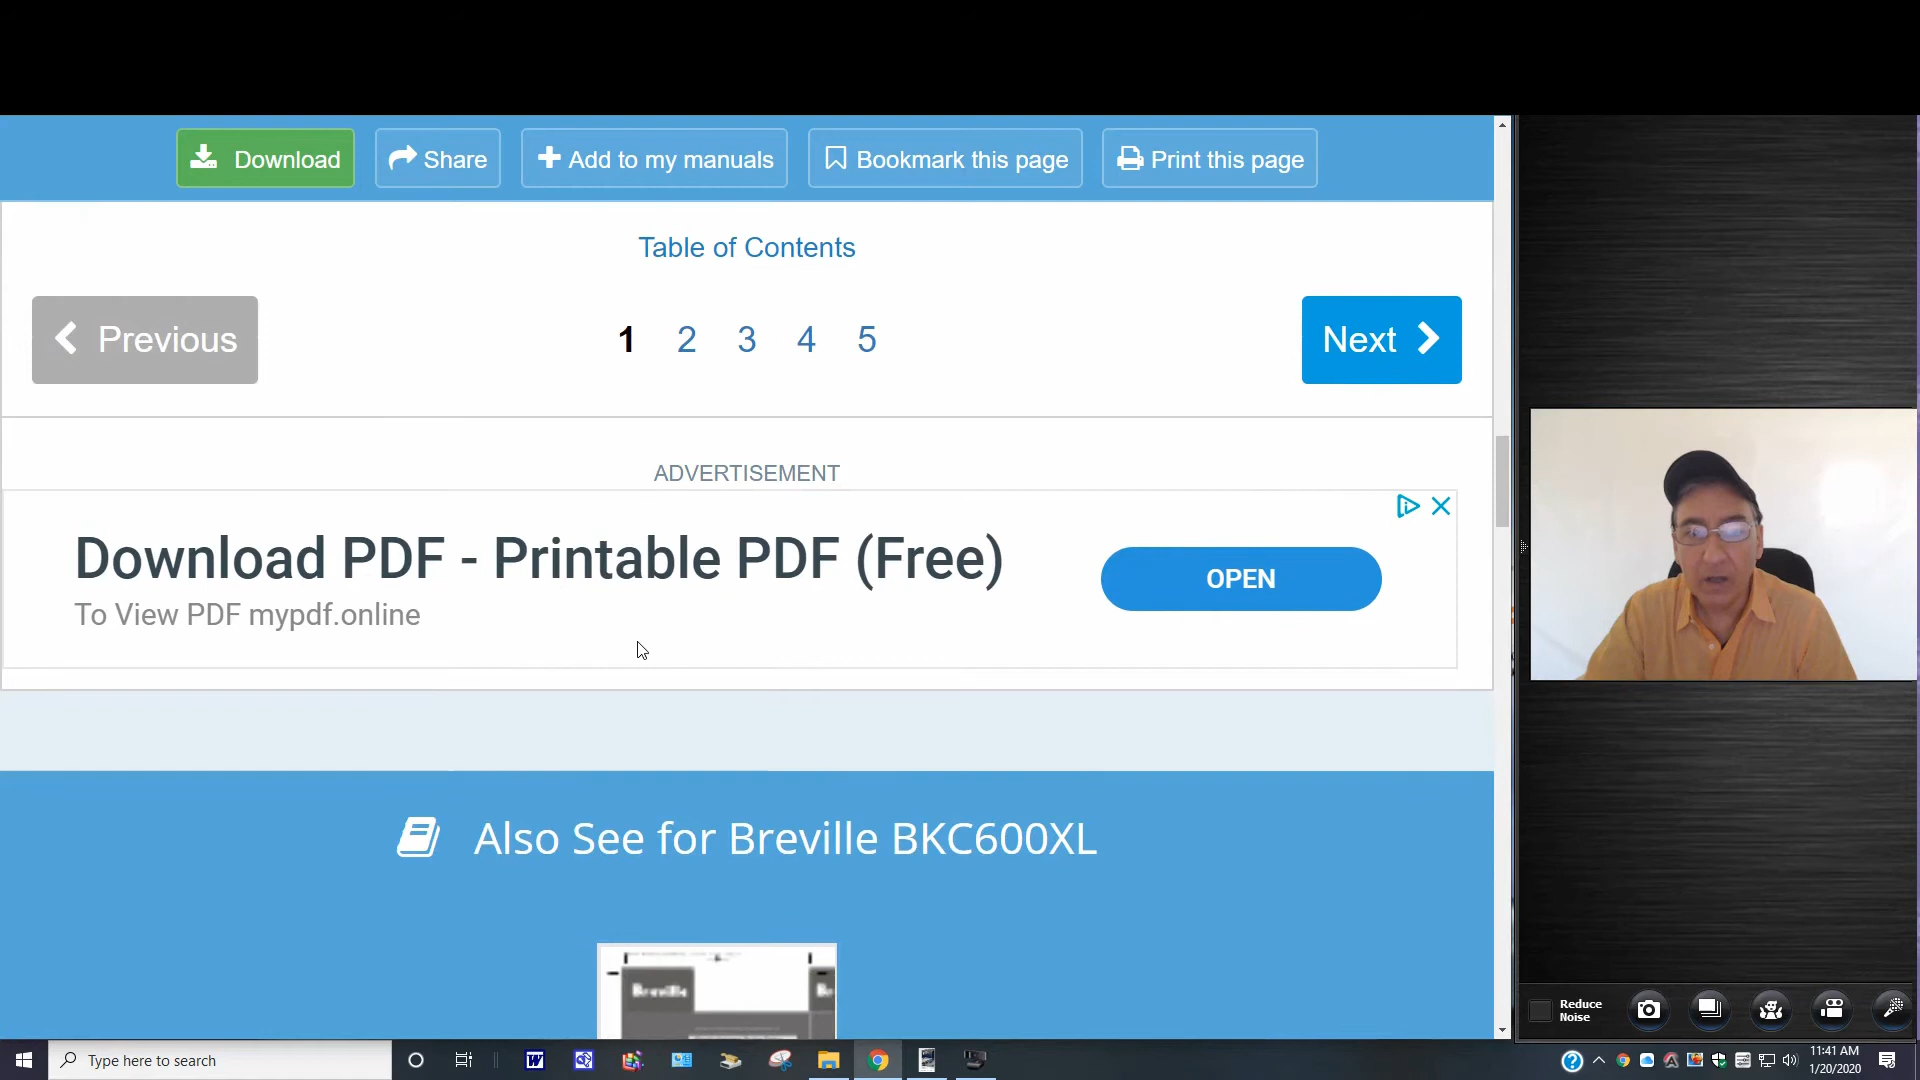 Download
Share
Add to my manuals
Bookmark this page
Print this page
Table of Contents
Previous
1 2 3 4 5
Next
ADVERTISEMENT
Download PDF - Printable PDF (Free)
To View PDF mypdf.online
OPEN
Also See for Breville BKC600XL
Breville
Br
Reduce
Noise
Type here to search
11:41 AM
1/20/2020